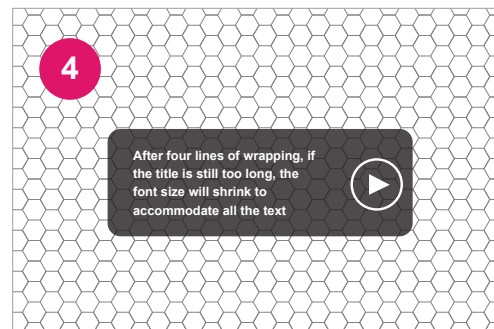 4
After four lines of wrapping, if
the title is still too long, the
font size will shrink to
accommodate all the text